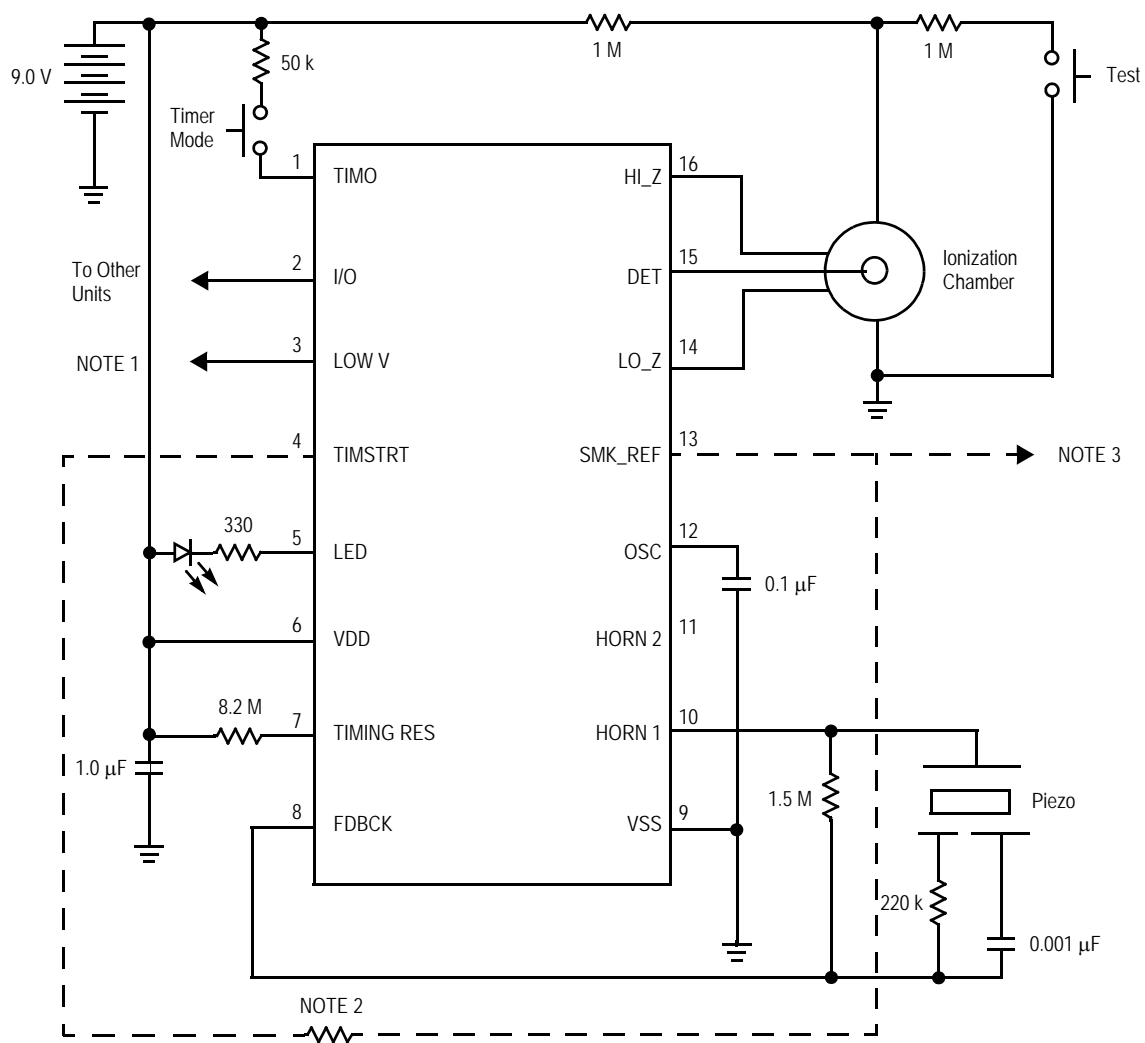 1 M
1 M
9.0 V
50 k
Test
Timer
Mode
1
TIMO
16
HI_Z
To Other
Units
2
I/O
15
DET
Ionization
Chamber
NOTE 1
3
LOW V
14
LO_Z
4
TIMSTRT
13
SMK_REF
NOTE 3
330
5
LED
12
OSC
0.1 μF
6
VDD
11
HORN 2
8.2 M
7
TIMING RES
10
HORN 1
1.0 μF
1.5 M
Piezo
8
FDBCK
9
VSS
220 k
0.001 μF
NOTE 2